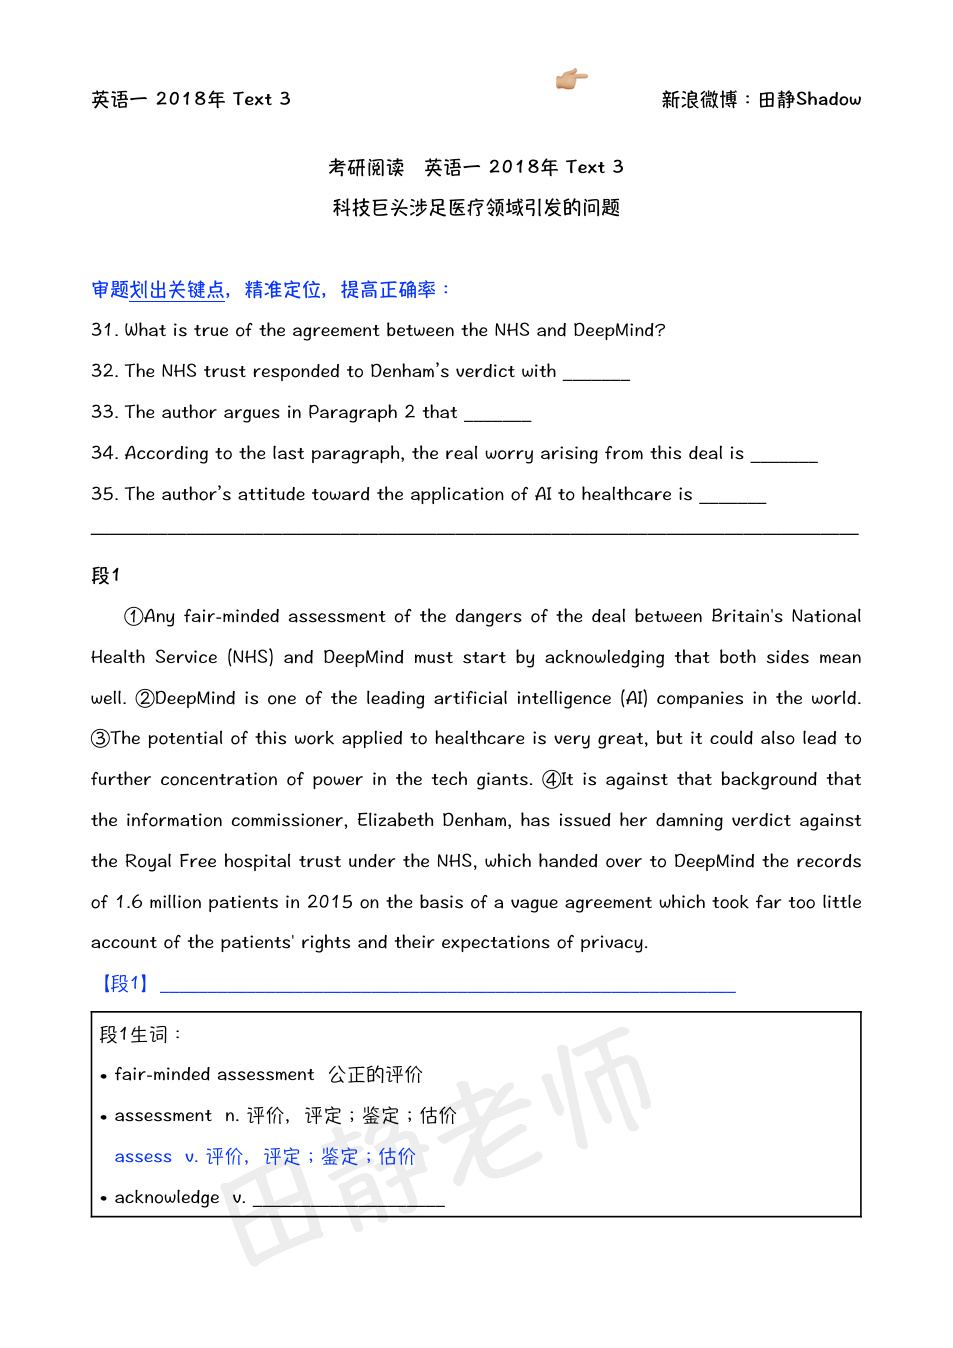 英语一 2018年 Text 3
新浪微博：田静Shadow
考研阅读 英语一 2018年 Text 3
科技巨头涉足医疗领域引发的问题
审题划出关键点，精准定位，提高正确率：
31. What is true of the agreement between the NHS and DeepMind?
32. The NHS trust responded to Denham's verdict with _______
33. The author argues in Paragraph 2 that _______
34. According to the last paragraph, the real worry arising from this deal is _______
35. The author's attitude toward the application of AI to healthcare is _______
段1
①Any fair-minded assessment of the dangers of the deal between Britain's National
Health Service (NHS) and DeepMind must start by acknowledging that both sides mean
well. ②DeepMind is one of the leading artificial intelligence (AI) companies in the world.
③The potential of this work applied to healthcare is very great, but it could also lead to
further concentration of power in the tech giants. ④It is against that background that
the information commissioner, Elizabeth Denham, has issued her damning verdict against
the Royal Free hospital trust under the NHS, which handed over to DeepMind the records
of 1.6 million patients in 2015 on the basis of a vague agreement which took far too little
account of the patients' rights and their expectations of privacy.
【段1】____________________________________________________________
段1生词：
• fair-minded assessment 公正的评价
• assessment n. 评价，评定；鉴定；估价
assess v. 评价，评定；鉴定；估价
• acknowledge v. ____________________
田静老师